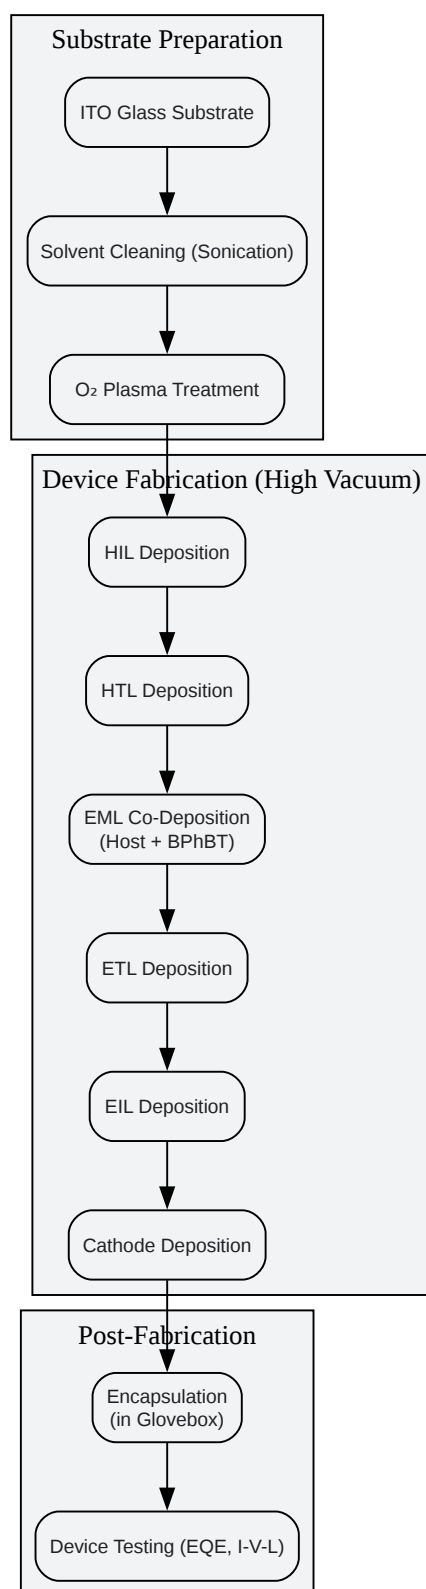 Substrate Preparation
ITO Glass Substrate
Solvent Cleaning (Sonication)
O₂ Plasma Treatment
Device Fabrication (High Vacuum)
HIL Deposition
HTL Deposition
EML Co-Deposition
(Host + BPhBT)
ETL Deposition
EIL Deposition
Cathode Deposition
Post-Fabrication
Encapsulation
(in Glovebox)
Device Testing (EQE, I-V-L)